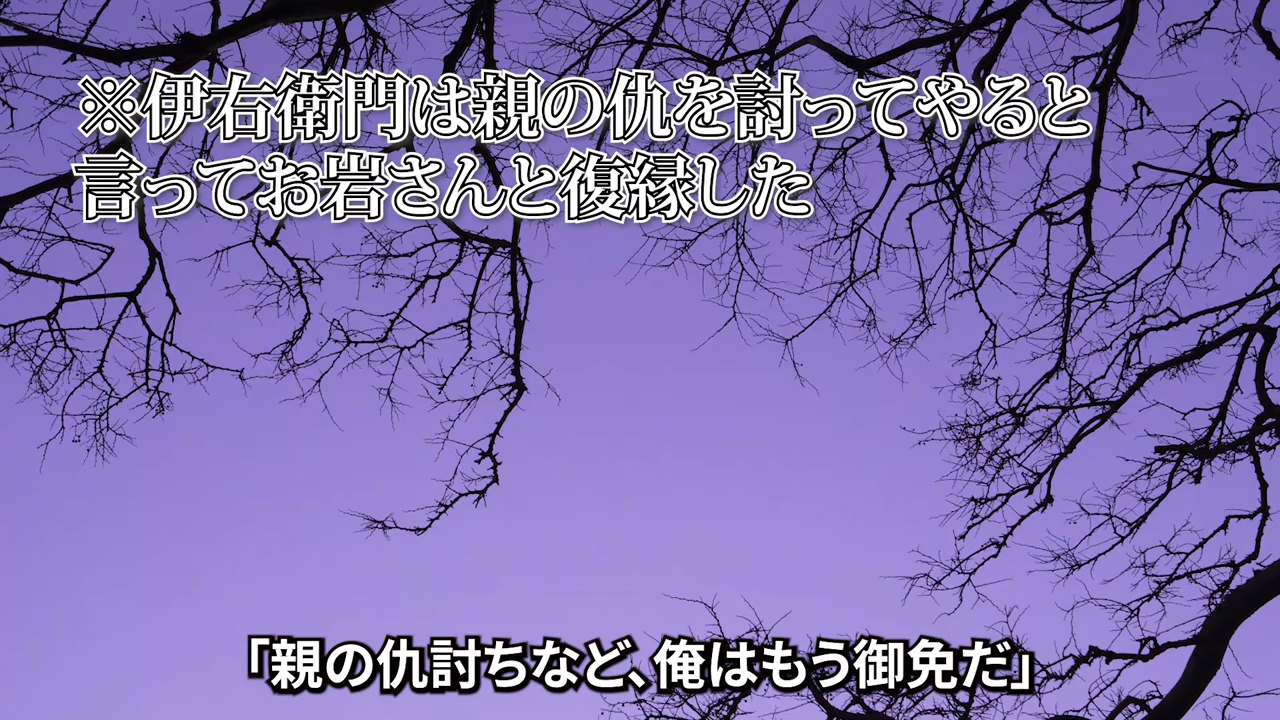 ※伊右衛門は親の仇を討ってやると
言ってお岩さんと復縁した
「親の仇討ちなど、俺はもう御免だ」